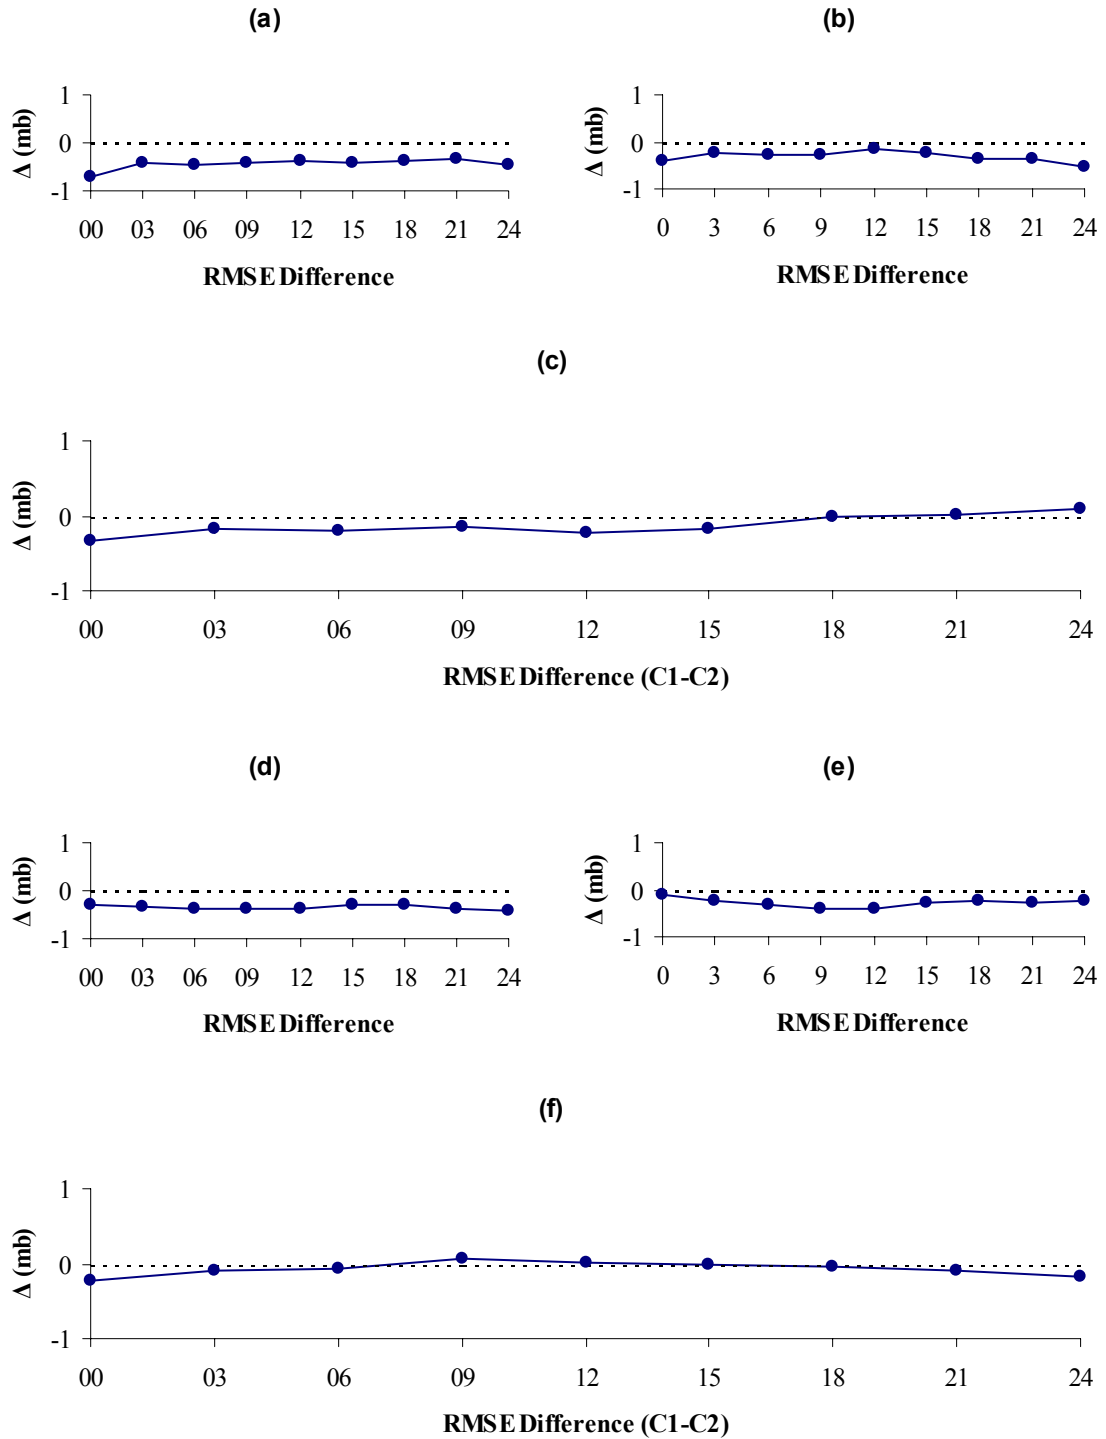 (a)
(b)
1
0
-1
Δ (mb)
00 03 06 09 12 15 18 21 24
RMSE Difference
1
0
-1
Δ (mb)
0 3 6 9 12 15 18 21 24
RMSE Difference
(c)
1
0
-1
Δ (mb)
00 03 06 09 12 15 18 21 24
RMSE Difference (C1-C2)
(d)
(e)
1
0
-1
Δ (mb)
00 03 06 09 12 15 18 21 24
RMSE Difference
1
0
-1
Δ (mb)
0 3 6 9 12 15 18 21 24
RMSE Difference
(f)
1
0
-1
Δ (mb)
00 03 06 09 12 15 18 21 24
RMSE Difference (C1-C2)